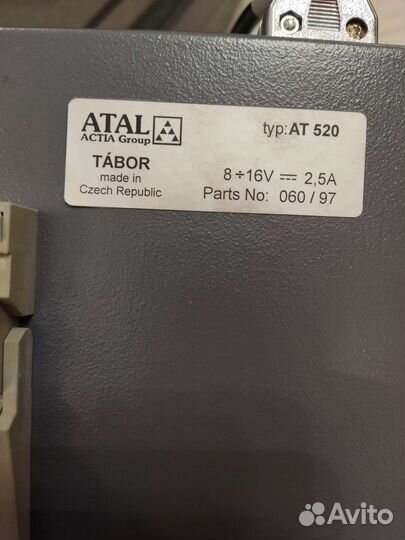 ATAL
ACTIA Group
typ: AT 520
TÁBOR
made in
Czech Republic
8÷16V ⎓ 2,5A
Parts No: 060 / 97
Avito